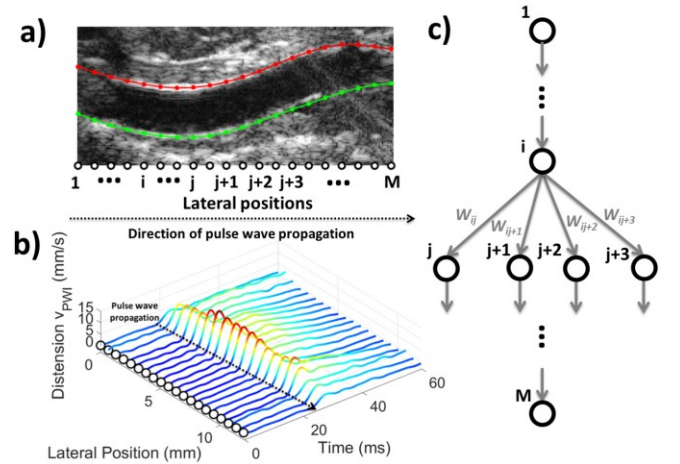 a)
1 ••• i ••• j j+1 j+2 j+3 ••• M
Lateral positions
Direction of pulse wave propagation
b)
Distension v_PWI (mm/s)
15
10
5
0
Pulse wave
propagation
0
5
10
Lateral Position (mm)
0
20
40
60
Time (ms)
c)
1
i
W_ij
W_ij+1
W_ij+2
W_ij+3
j
j+1
j+2
j+3
M